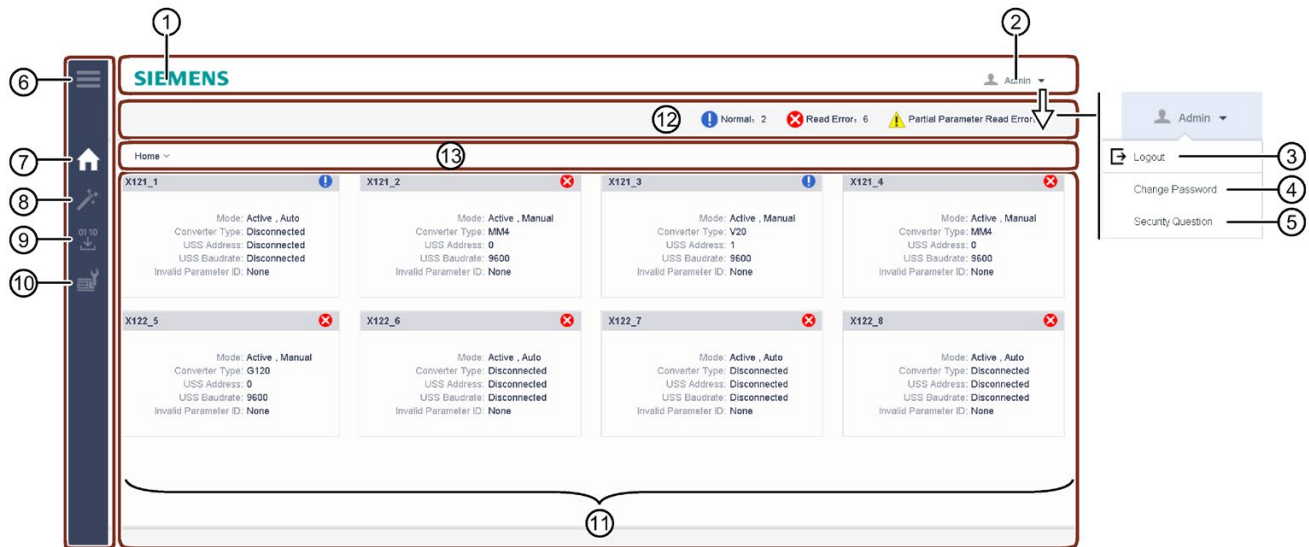 1
2
6
SIEMENS
Admin
12
Normal: 2
Read Error: 6
Partial Parameter Read Error:
Admin
7
Home
13
Logout
3
Change Password
4
Security Question
5
8
9
0110
10
X121_1
Mode: Active , Auto
Converter Type: Disconnected
USS Address: Disconnected
USS Baudrate: Disconnected
Invalid Parameter ID: None
X121_2
Mode: Active , Manual
Converter Type: MM4
USS Address: 0
USS Baudrate: 9600
Invalid Parameter ID: None
X121_3
Mode: Active , Manual
Converter Type: V20
USS Address: 1
USS Baudrate: 9600
Invalid Parameter ID: None
X121_4
Mode: Active , Manual
Converter Type: MM4
USS Address: 0
USS Baudrate: 9600
Invalid Parameter ID: None
X122_5
Mode: Active , Manual
Converter Type: G120
USS Address: 0
USS Baudrate: 9600
Invalid Parameter ID: None
X122_6
Mode: Active , Auto
Converter Type: Disconnected
USS Address: Disconnected
USS Baudrate: Disconnected
Invalid Parameter ID: None
X122_7
Mode: Active , Auto
Converter Type: Disconnected
USS Address: Disconnected
USS Baudrate: Disconnected
Invalid Parameter ID: None
X122_8
Mode: Active , Auto
Converter Type: Disconnected
USS Address: Disconnected
USS Baudrate: Disconnected
Invalid Parameter ID: None
11